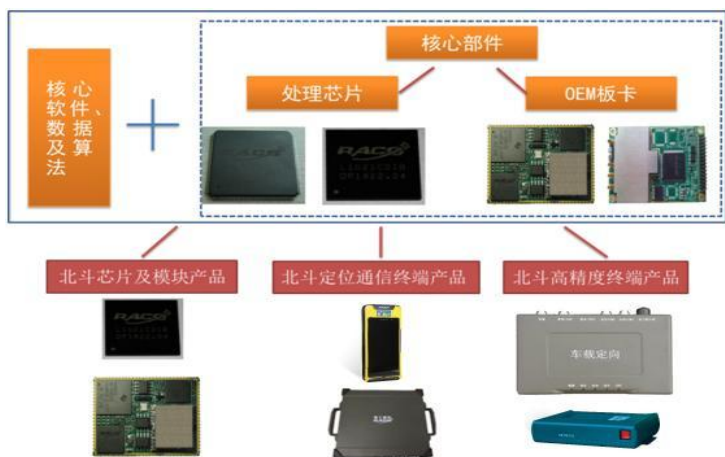 核心部件
核 心
软 件、
数 据
及 算
法
处理芯片
OEM板卡
RACO
北斗芯片及模块产品
北斗定位通信终端产品
北斗高精度终端产品
RACO
车载定向